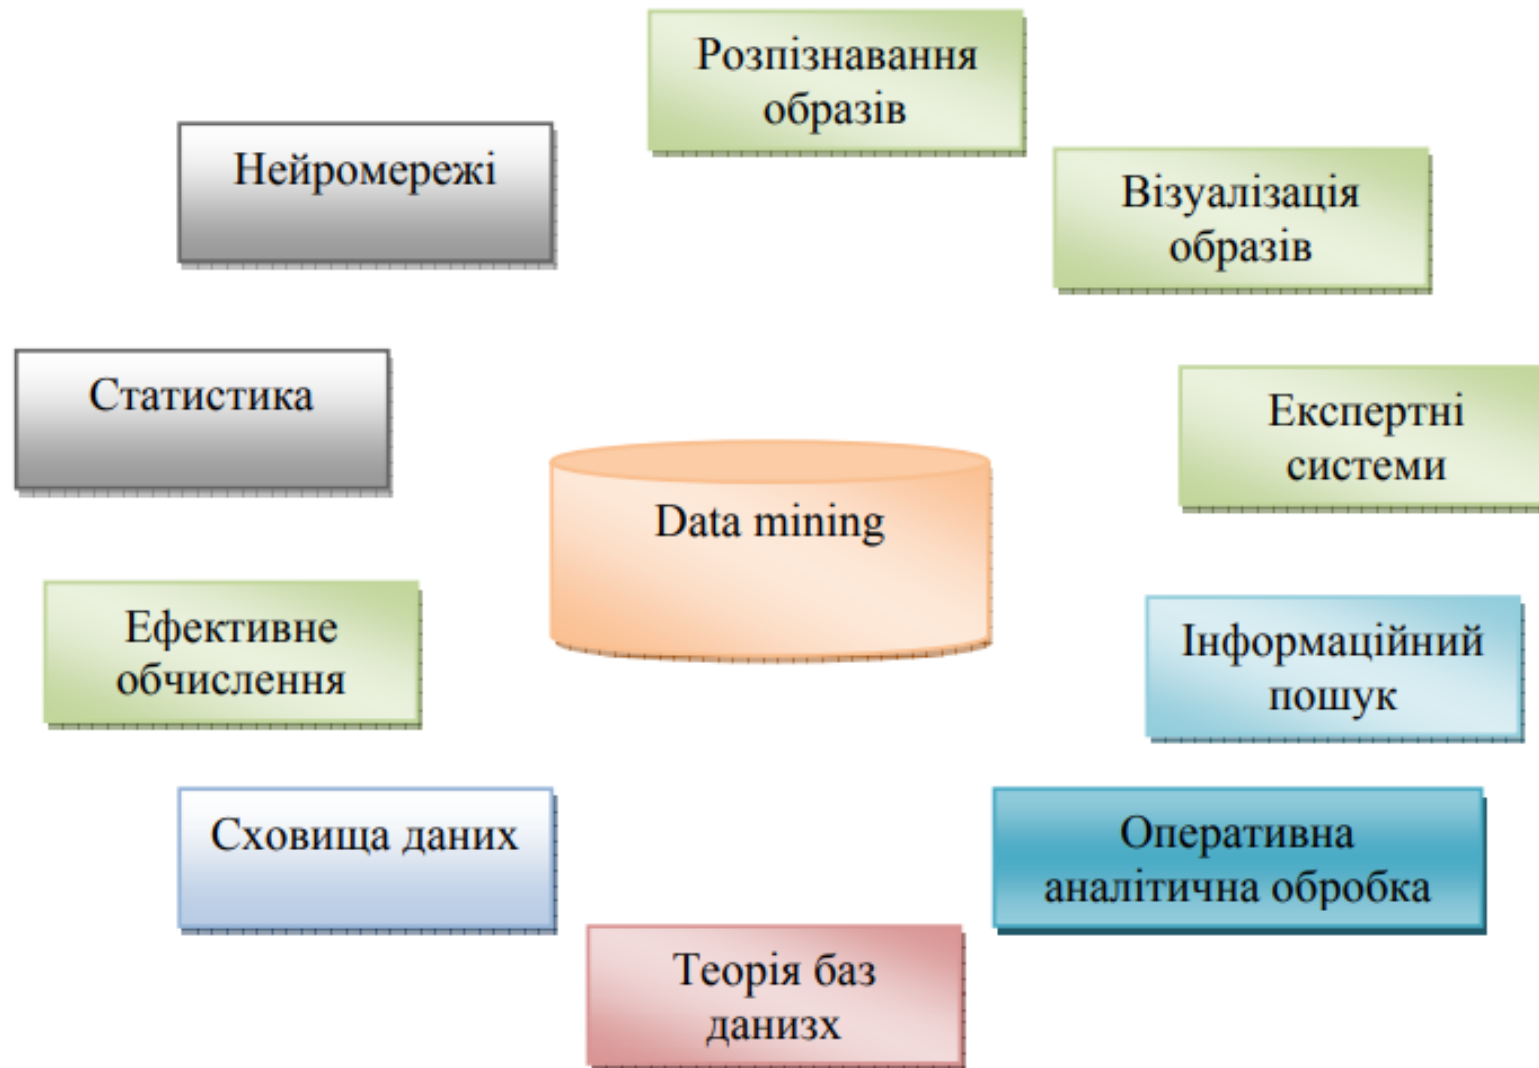 Розпізнавання
образів
Нейромережі
Візуалізація
образів
Статистика
Експертні
системи
Data mining
Ефективне
обчислення
Інформаційний
пошук
Сховища даних
Оперативна
аналітична обробка
Теорія баз
данизх